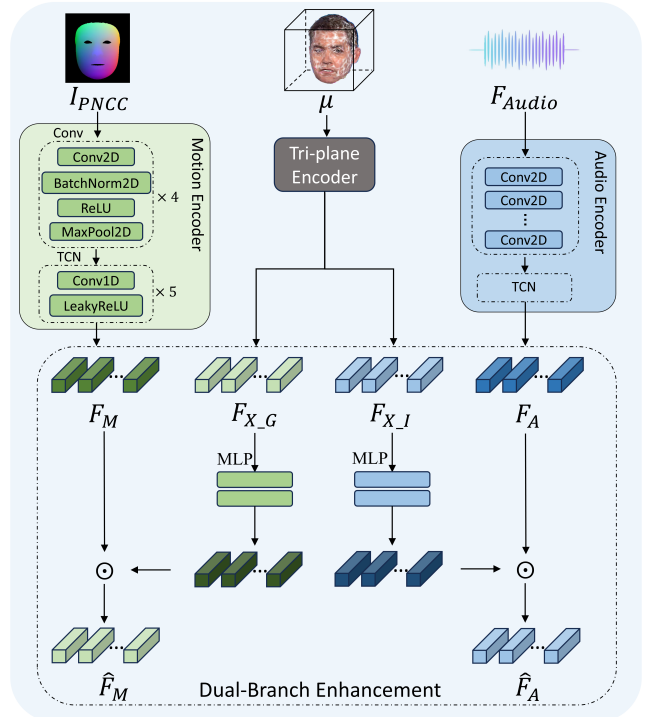 I_PNCC
μ
F_Audio
Conv
Conv2D
BatchNorm2D
ReLU
MaxPool2D
× 4
TCN
Conv1D
LeakyReLU
× 5
Motion Encoder
Tri-plane
Encoder
Conv2D
Conv2D
⋮
Conv2D
TCN
Audio Encoder
...
...
...
...
F_M
F_X_G
F_X_I
F_A
MLP
MLP
...
...
⊙
⊙
...
...
F̂_M
F̂_A
Dual-Branch Enhancement